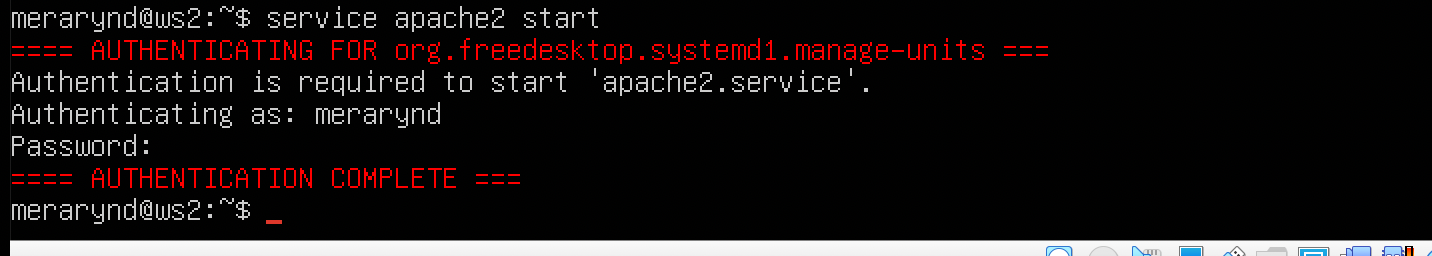 merarynd@ws2:~$ service apache2 start
==== AUTHENTICATING FOR org.freedesktop.systemd1.manage-units ===
Authentication is required to start 'apache2.service'.
Authenticating as: merarynd
Password:
==== AUTHENTICATION COMPLETE ===
merarynd@ws2:~$ _